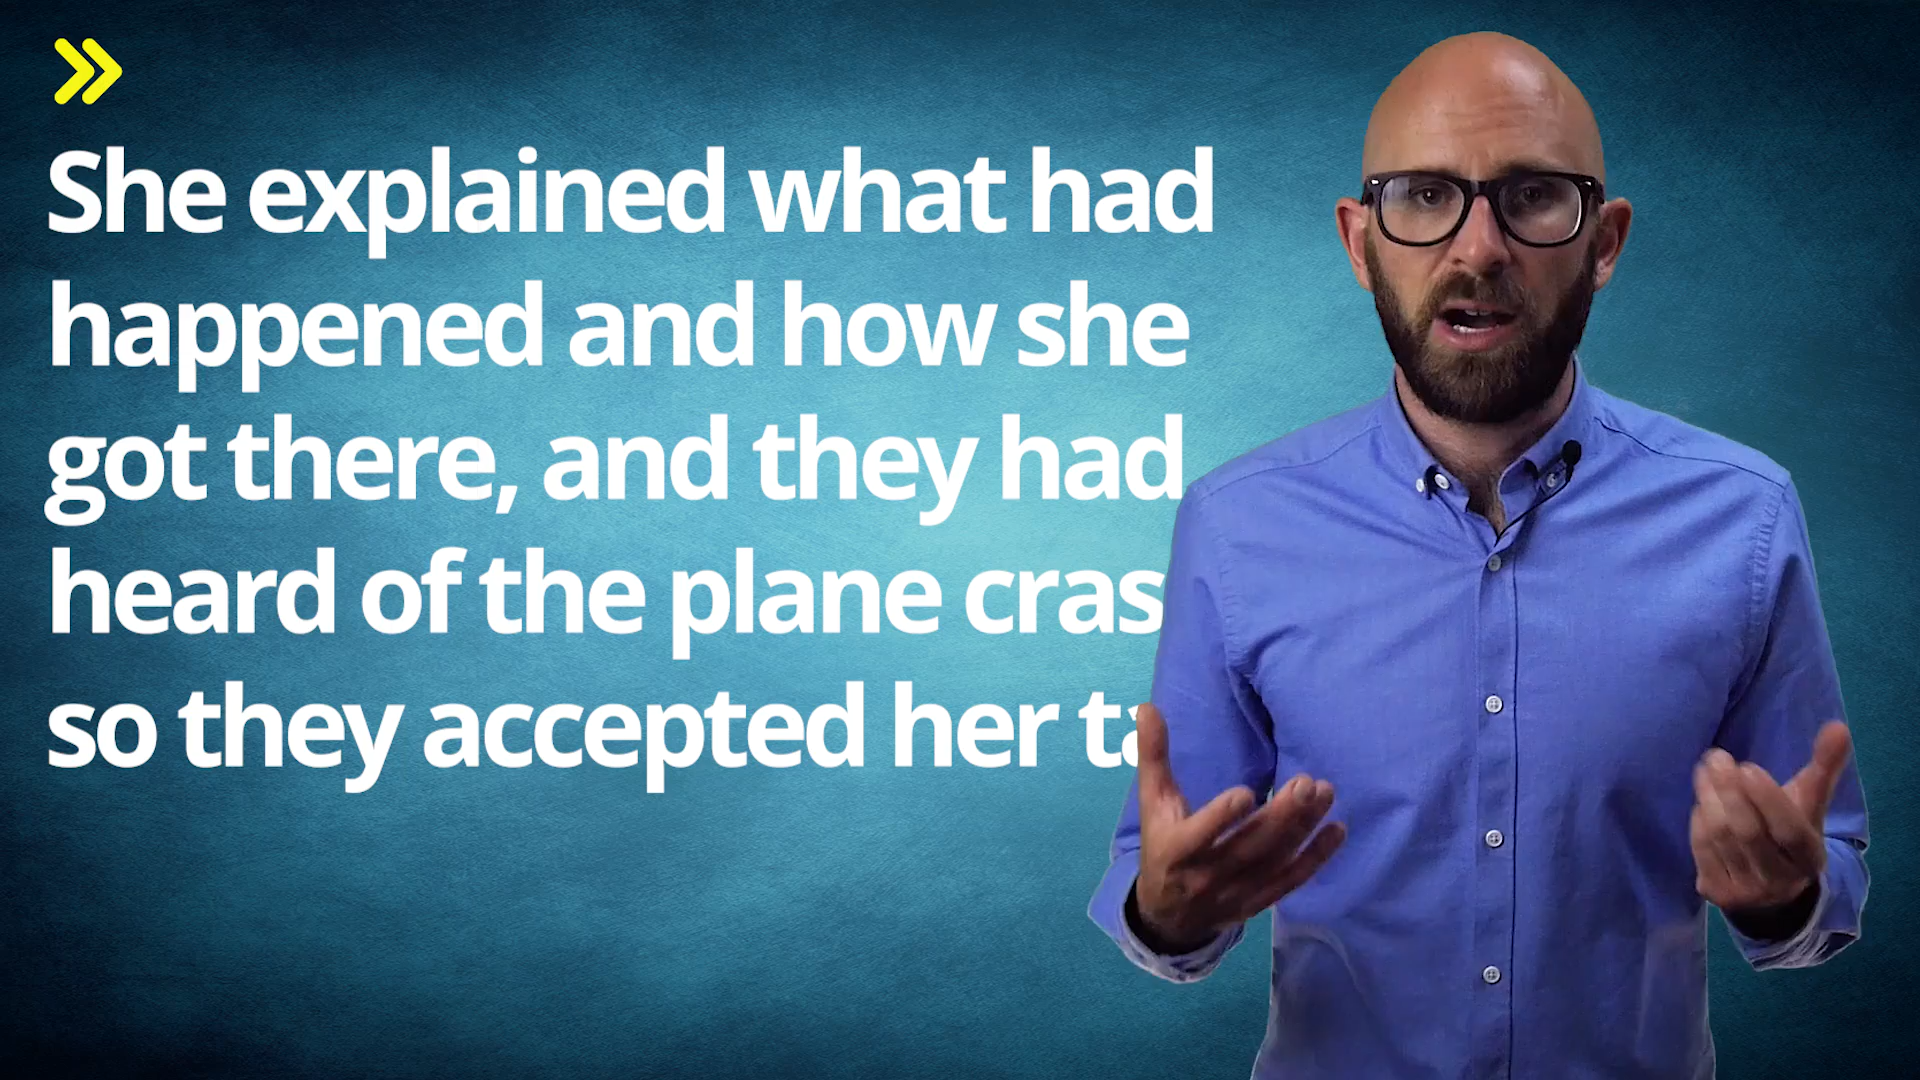 She explained what had
happened and how she
got there, and they had
heard of the plane cras
so they accepted her ta